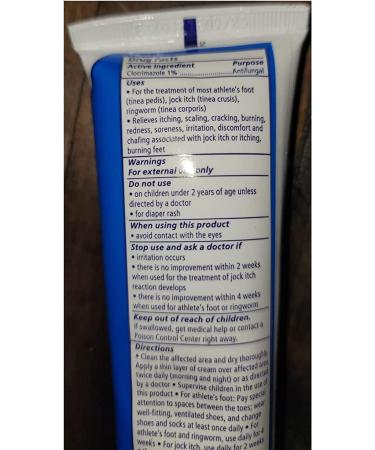 Drug Facts
Active Ingredient Purpose
Clotrimazole 1% Antifungal
Uses
• For the treatment of most athlete's foot
(tinea pedis), jock itch (tinea crusis),
ringworm (tinea corporis)
• Relieves itching, scaling, cracking, burning,
redness, soreness, irritation, discomfort and
chafing associated with jock itch or itching,
burning feet
Warnings
For external only
Do not use
• on children under 2 years of age unless
directed by a doctor
• for diaper rash
When using this product
• avoid contact with the eyes
Stop use and ask a doctor if
• irritation occurs
• there is no improvement within 2 weeks
when used for the treatment of jock itch
reaction develops
• there is no improvement within 4 weeks
when used for athlete's foot or ringworm
Keep out of reach of children.
If swallowed, get medical help or contact a
Poison Control Center right away.
Directions
• Clean the affected area and dry thoroughly
Apply a thin layer of cream over affected area
twice daily (morning and night) or as directed
by a doctor • Supervise children in the use of
this product • For athlete's foot: Pay special
attention to spaces between the toes; wear
well-fitting, ventilated shoes, and change
shoes and socks at least once daily • For
athlete's foot and ringworm, use daily for 4
weeks • For jock itch, use daily for 2 weeks